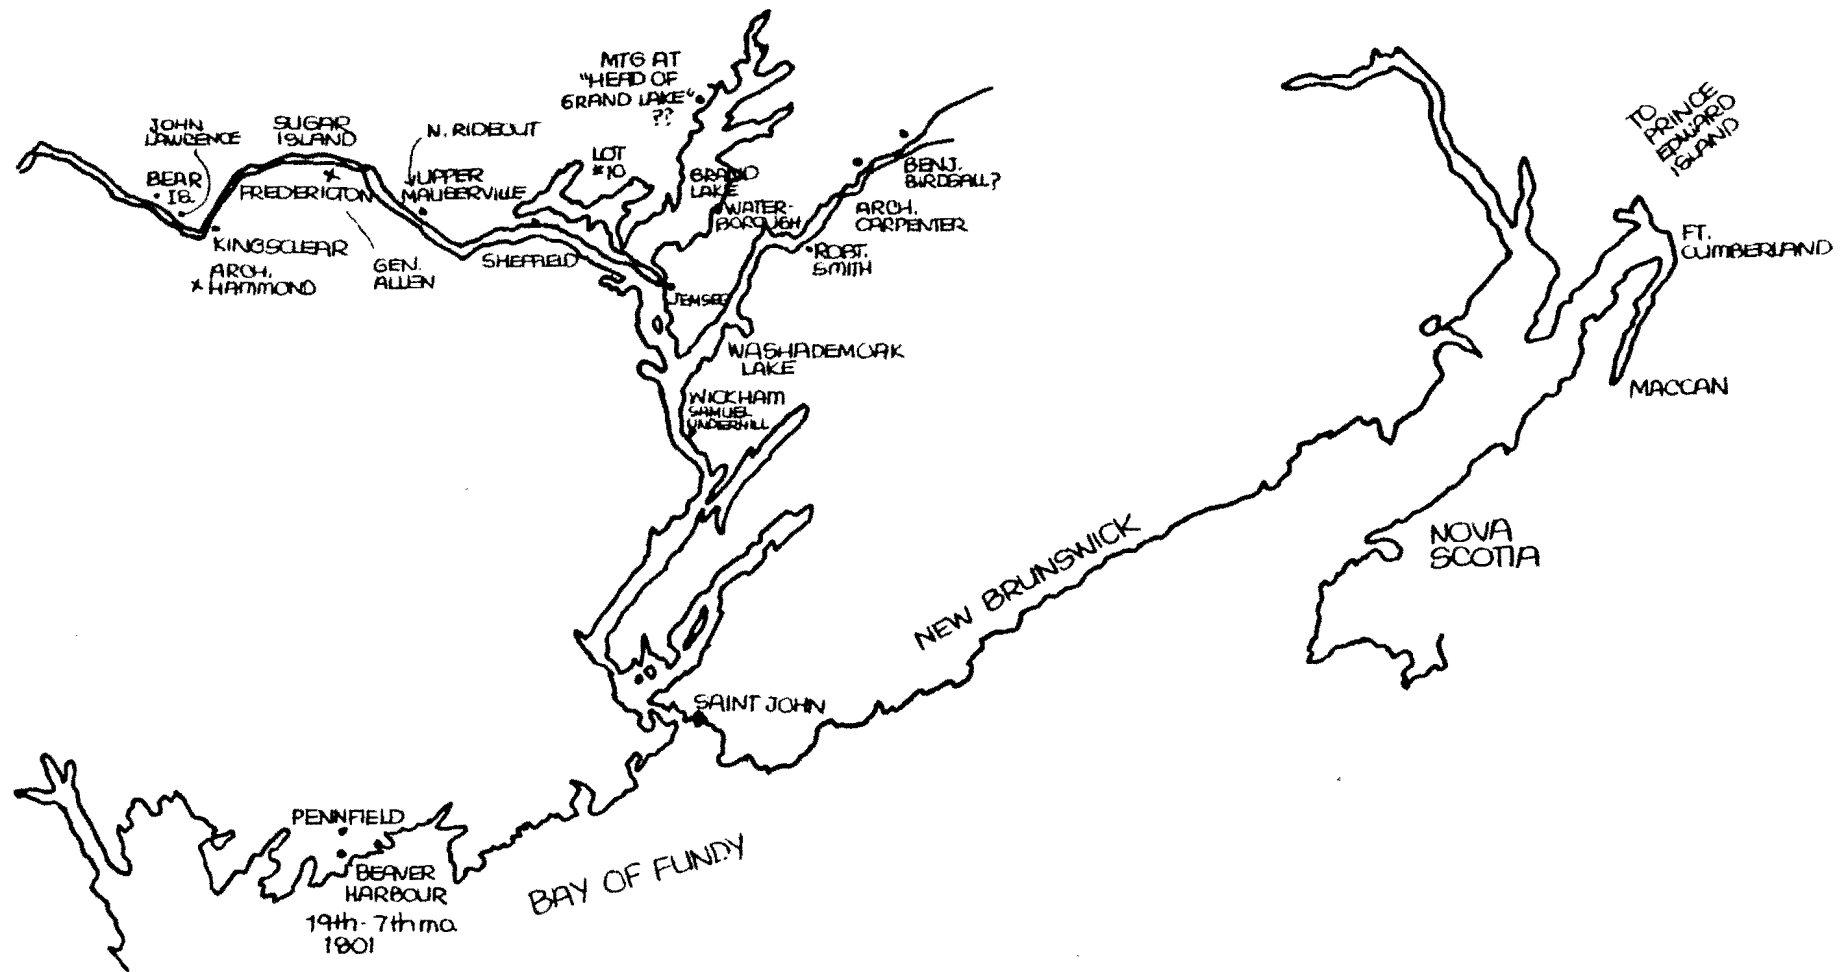 MTG AT
"HEAD OF
GRAND LAKE"
??
JOHN
LAWRENCE
SUGAR
ISLAND
N. RIDEOUT
LOT
#10
BEAR
IS.
FREDERICTON
UPPER
MAUGERVILLE
GRAND
LAKE
BENJ.
BIRDSALL?
WATER-
BOROUGH
ARCH.
CARPENTER
KINGSCLEAR
ARCH.
HAMMOND
GEN.
ALLEN
SHEFFIELD
ROBT.
SMITH
JEMSEG
WASHADEMOAK
LAKE
WICKHAM
SAMUEL
UNDERHILL
TO
PRINCE
EDWARD
ISLAND
FT.
CUMBERLAND
MACCAN
NOVA
SCOTIA
NEW BRUNSWICK
SAINT JOHN
PENNFIELD
BEAVER
HARBOUR
19th - 7th mo.
1801
BAY OF FUNDY